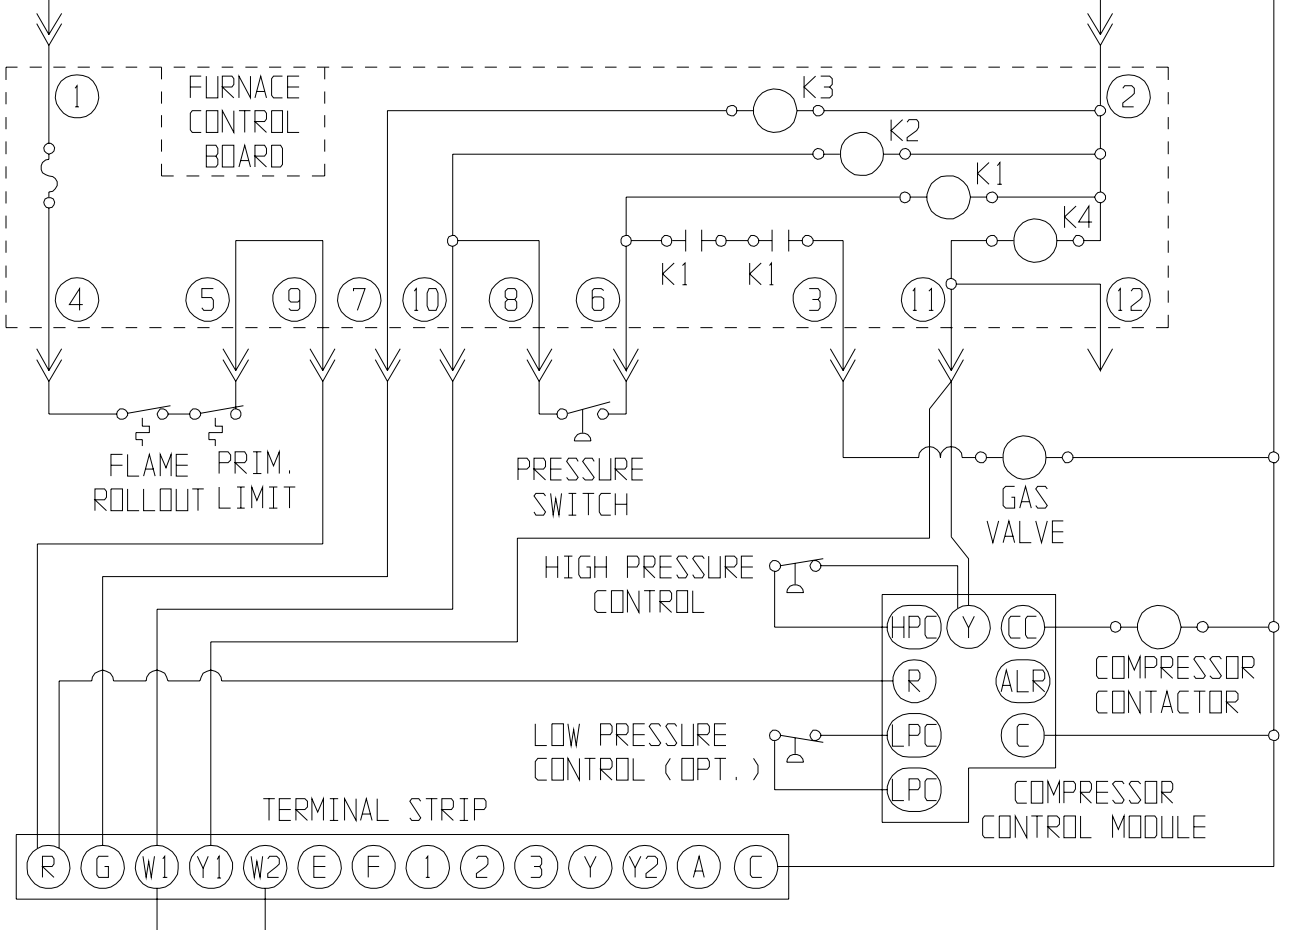 1
FURNACE
CONTROL
BOARD
K3
2
K2
K1
K4
K1
K1
4
5
9
7
10
8
6
3
11
12
FLAME
ROLLOUT
PRIM.
LIMIT
PRESSURE
SWITCH
GAS
VALVE
HIGH PRESSURE
CONTROL
HPC
Y
CC
COMPRESSOR
CONTACTOR
R
ALR
LOW PRESSURE
CONTROL (OPT.)
LPC
C
LPC
COMPRESSOR
CONTROL MODULE
TERMINAL STRIP
R G W1 Y1 W2 E F 1 2 3 Y Y2 A C